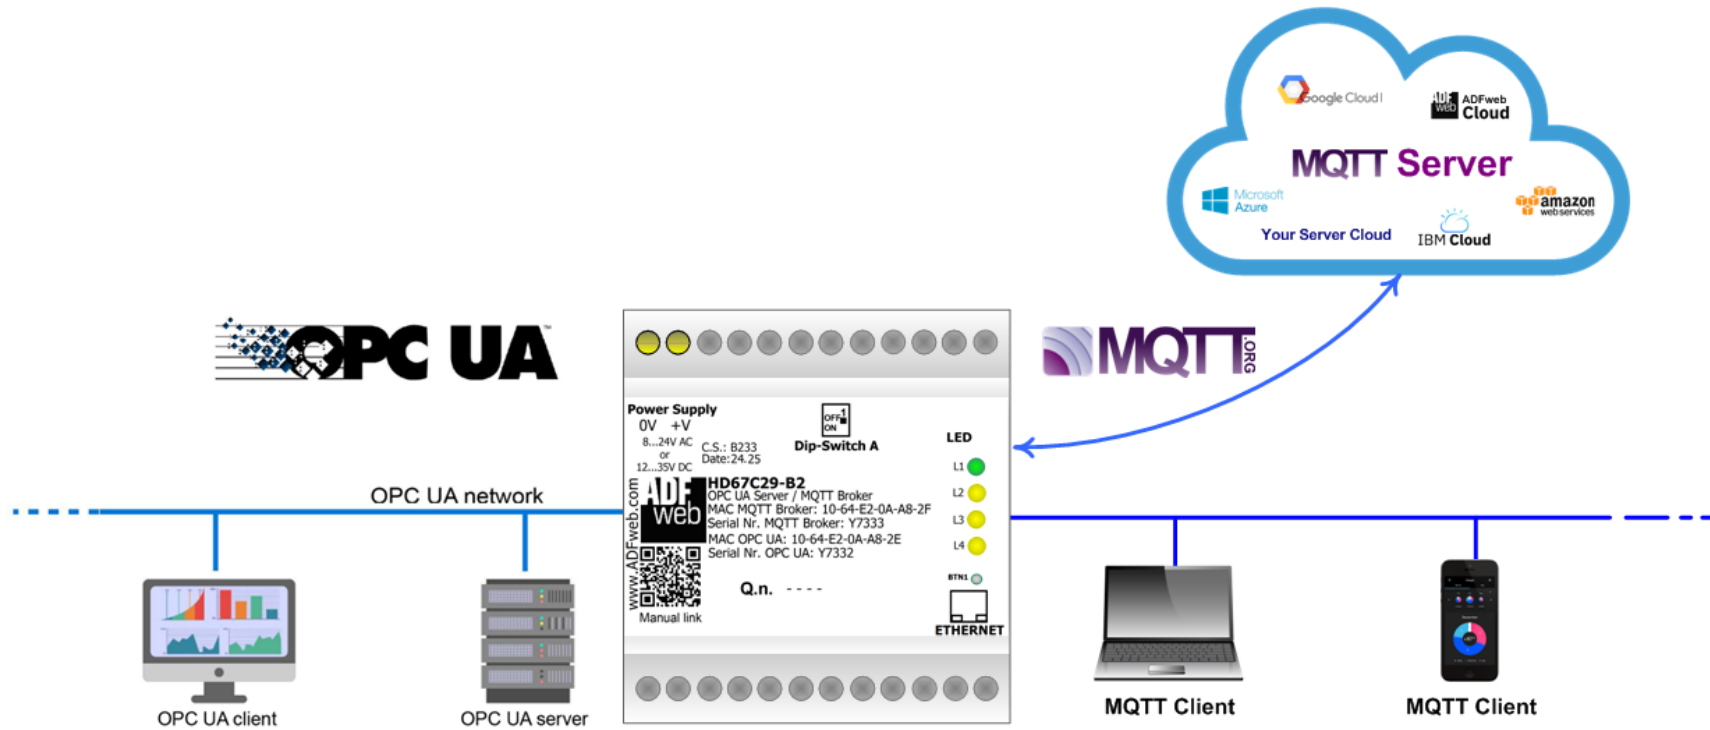 Google Cloud
ADF
web
ADFweb
Cloud
MQTT Server
Microsoft
Azure
amazon
webservices
Your Server Cloud
IBM Cloud
OPC UA™
MQTT
.ORG
Power Supply
0V +V
8...24V AC
or
12...35V DC
C.S.: B233
Date:24.25
OFF 1
ON
Dip-Switch A
LED
L1
L2
L3
L4
OPC UA network
www.ADFweb.com
ADF
web
HD67C29-B2
OPC UA Server / MQTT Broker
MAC MQTT Broker: 10-64-E2-0A-A8-2F
Serial Nr. MQTT Broker: Y7333
MAC OPC UA: 10-64-E2-0A-A8-2E
Serial Nr. OPC UA: Y7332
Q.n. - - - -
Manual link
BTN1
ETHERNET
OPC UA client
OPC UA server
MQTT Client
MQTT Client